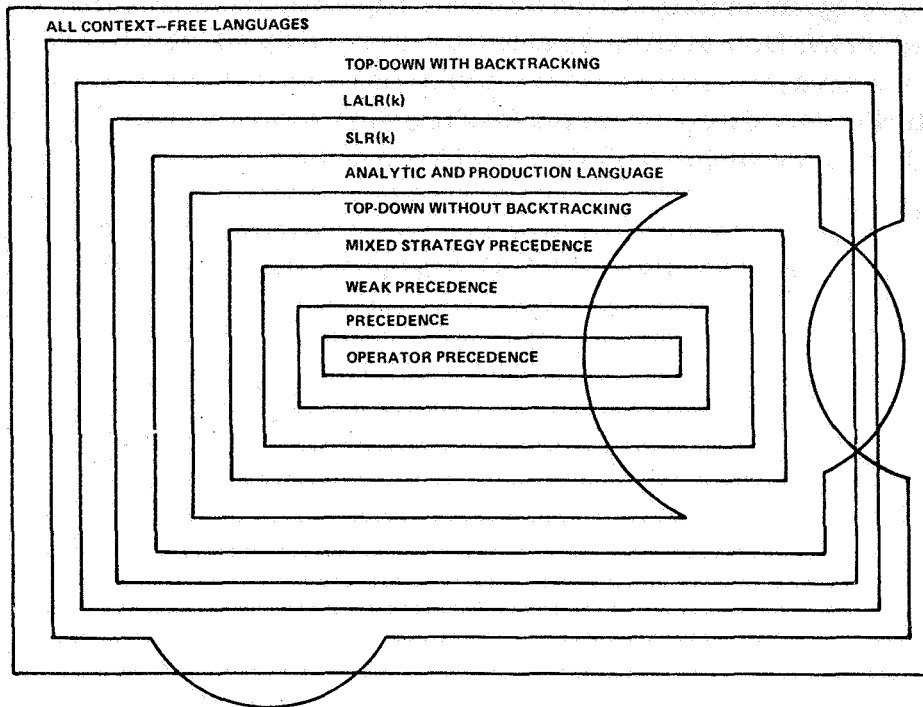 ALL CONTEXT–FREE LANGUAGES
TOP-DOWN WITH BACKTRACKING
LALR(k)
SLR(k)
ANALYTIC AND PRODUCTION LANGUAGE
TOP-DOWN WITHOUT BACKTRACKING
MIXED STRATEGY PRECEDENCE
WEAK PRECEDENCE
PRECEDENCE
OPERATOR PRECEDENCE